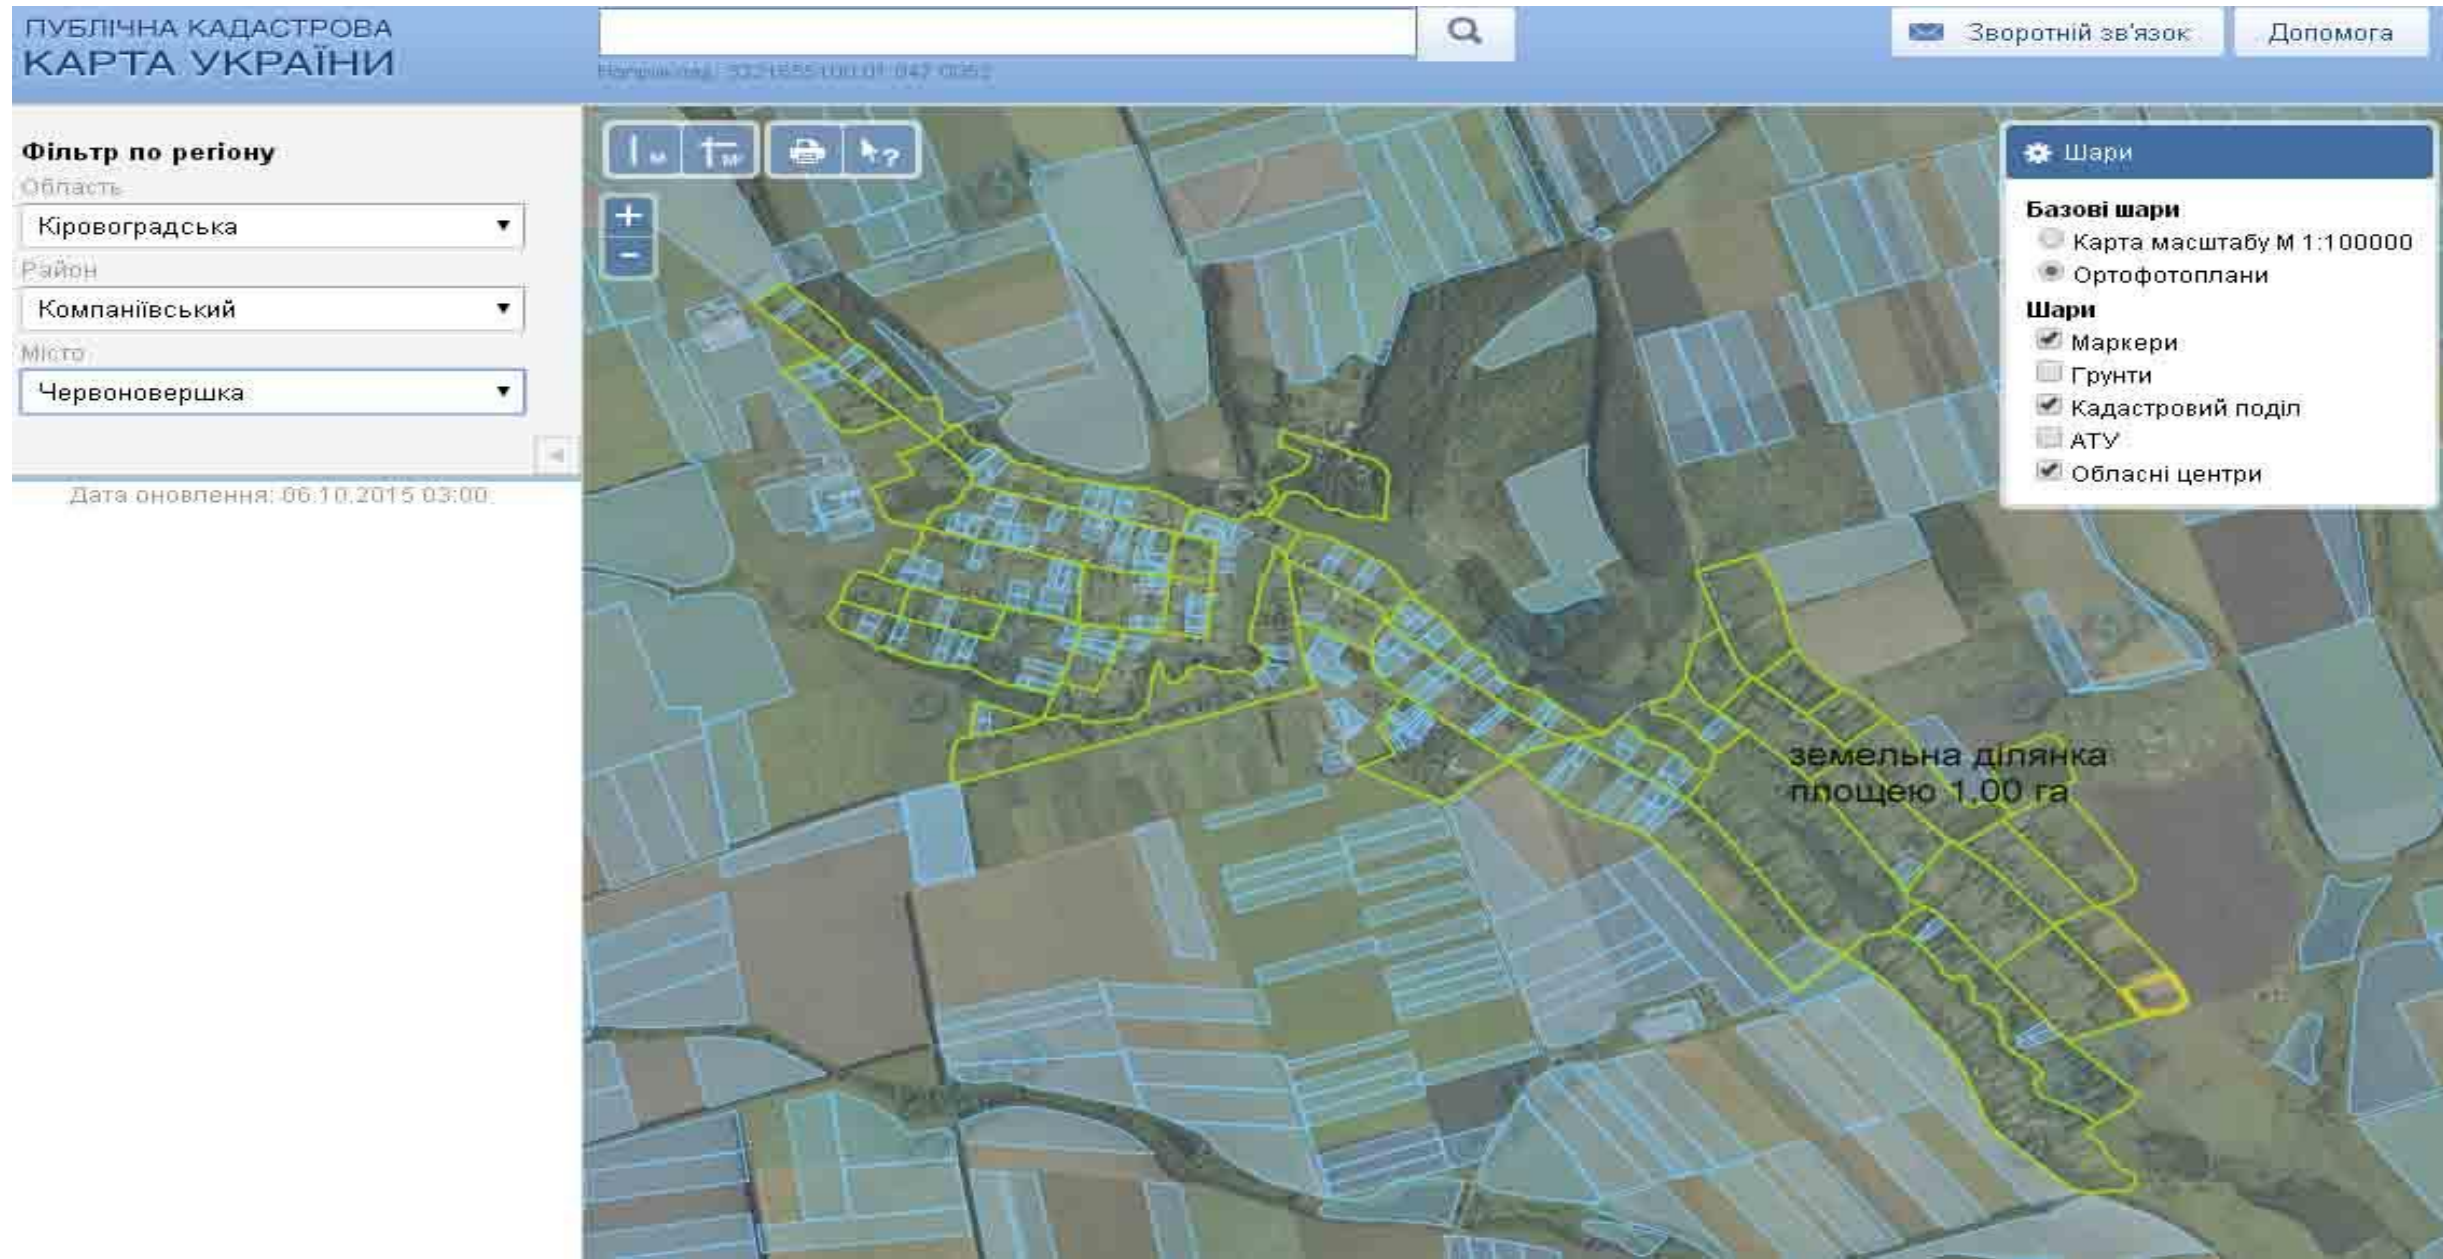 ПУБЛІЧНА КАДАСТРОВА
КАРТА УКРАЇНИ
Зворотній зв'язок
Допомога
Фільтр по регіону
Область
Кіровоградська
Район
Компаніївський
Місто
Червоновершка
Дата оновлення: 06.10.2015 03:00
Шари
Базові шари
Карта масштабу М 1:100000
Ортофотоплани
Шари
Маркери
Грунти
Кадастровий поділ
АТУ
Обласні центри
земельна ділянка
площею 1,00 га